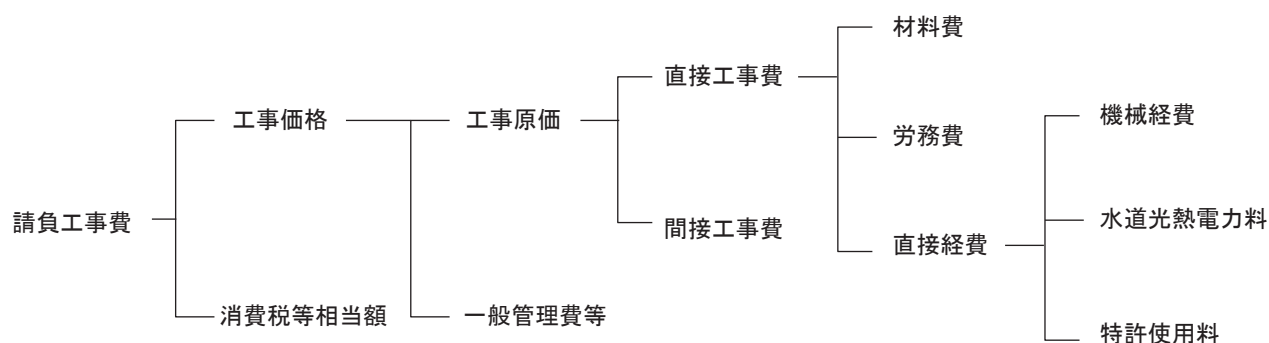 請負工事費
工事価格
消費税等相当額
工事原価
一般管理費等
直接工事費
間接工事費
材料費
労務費
直接経費
機械経費
水道光熱電力料
特許使用料